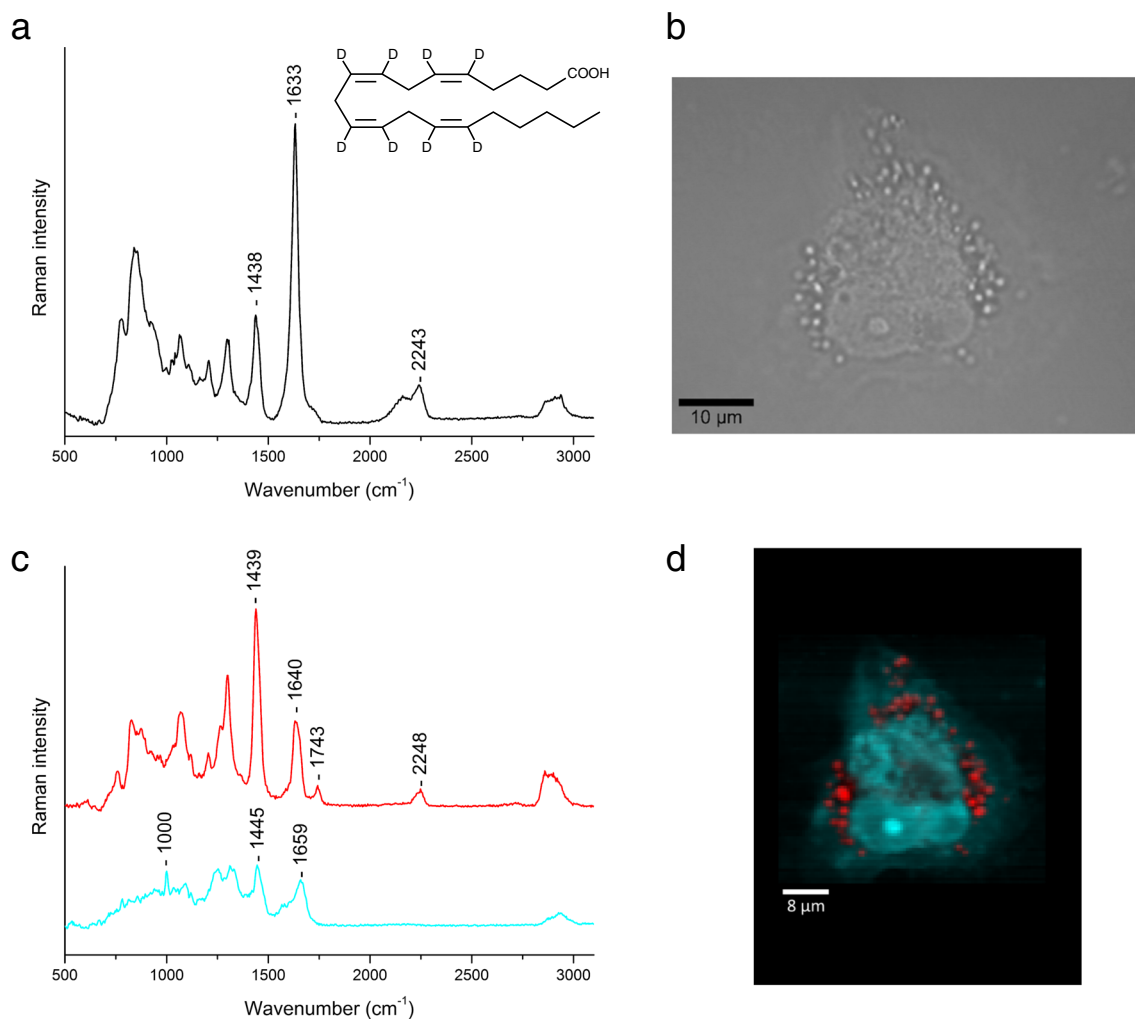 a
D D D D
COOH
D D D D
1633
1438
2243
Raman intensity
500 1000 1500 2000 2500 3000
Wavenumber (cm-1)
b
10 μm
c
1439
1640
1743
2248
1000
1445
1659
Raman intensity
500 1000 1500 2000 2500 3000
Wavenumber (cm-1)
d
8 μm